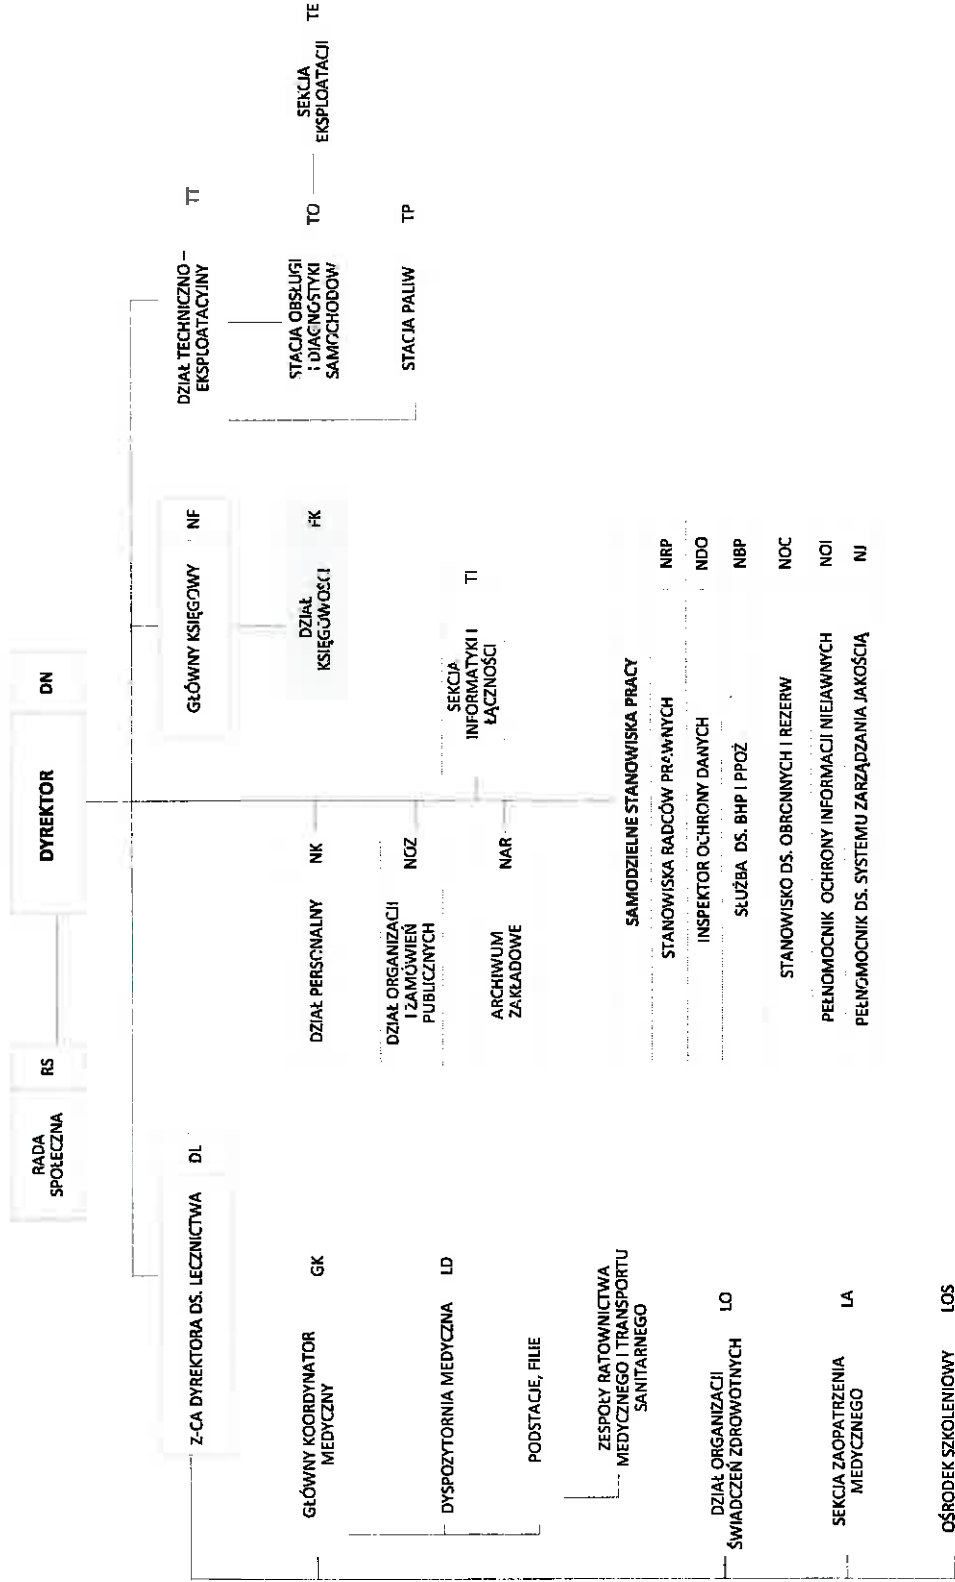 RADA
SPOŁECZNA
RS
DYREKTOR
DN
Z-CA DYREKTORA DS. LECZNICTWA
DL
GŁÓWNY KSIĘGOWY
NF
DZIAŁ TECHNICZNO –
EKSPLOATACYJNY
TT
GŁÓWNY KOORDYNATOR
MEDYCZNY
GK
DYSPOZYTORNIA MEDYCZNA
LD
PODSTACJE, FILIE
ZESPOŁY RATOWNICTWA
MEDYCZNEGO I TRANSPORTU
SANITARNEGO
DZIAŁ ORGANIZACJI
ŚWIADCZEŃ ZDROWOTNYCH
LO
SEKCJA ZAOPATRZENIA
MEDYCZNEGO
LA
OŚRODEK SZKOLENIOWY
LOS
DZIAŁ PERSONALNY
NK
DZIAŁ ORGANIZACJI
I ZAMÓWIEŃ
PUBLICZNYCH
NOZ
ARCHIWUM
ZAKŁADOWE
NAR
SEKCJA
INFORMATYKI I
ŁĄCZNOŚCI
TI
SAMODZIELNE STANOWISKA PRACY
STANOWISKA RADCÓW PRAWNYCH
NRP
INSPEKTOR OCHRONY DANYCH
NDO
SŁUŻBA DS. BHP I PPOŻ
NBP
STANOWISKO DS. OBRONNYCH I REZERW
NOC
PEŁNOMOCNIK OCHRONY INFORMACJI NIEJAWNYCH
NOI
PEŁNOMOCNIK DS. SYSTEMU ZARZĄDZANIA JAKOŚCIĄ
NJ
DZIAŁ
KSIĘGOWOŚCI
FK
STACJA OBSŁUGI
I DIAGNOSTYKI
SAMOCHODÓW
TO
SEKCJA
EKSPLOATACJI
TE
STACJA PALIW
TP